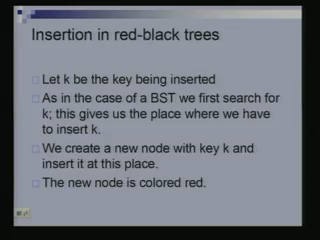 Insertion in red-black trees
Let k be the key being inserted
As in the case of a BST we first search for
k; this gives us the place where we have
to insert k.
We create a new node with key k and
insert it at this place.
The new node is colored red.